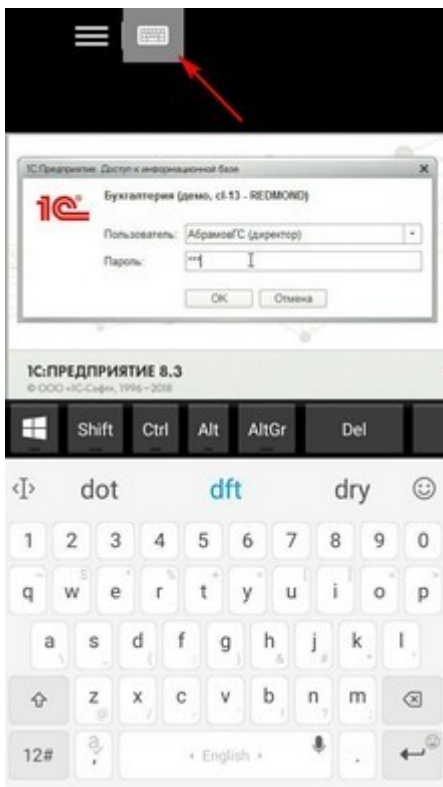 1С:Предприятие. Доступ к информационной базе
1С
Бухгалтерия (демо, cl-13 - REDMOND)
Пользователь: АбрамовГС (директор)
Пароль: ***
OK Отмена
1С:ПРЕДПРИЯТИЕ 8.3
© ООО «1С-Софт», 1996-2018
Shift Ctrl Alt AltGr Del
dot dft dry
1 2 3 4 5 6 7 8 9 0
q w e r t y u i o p
a s d f g h j k l
z x c v b n m
12# , English .